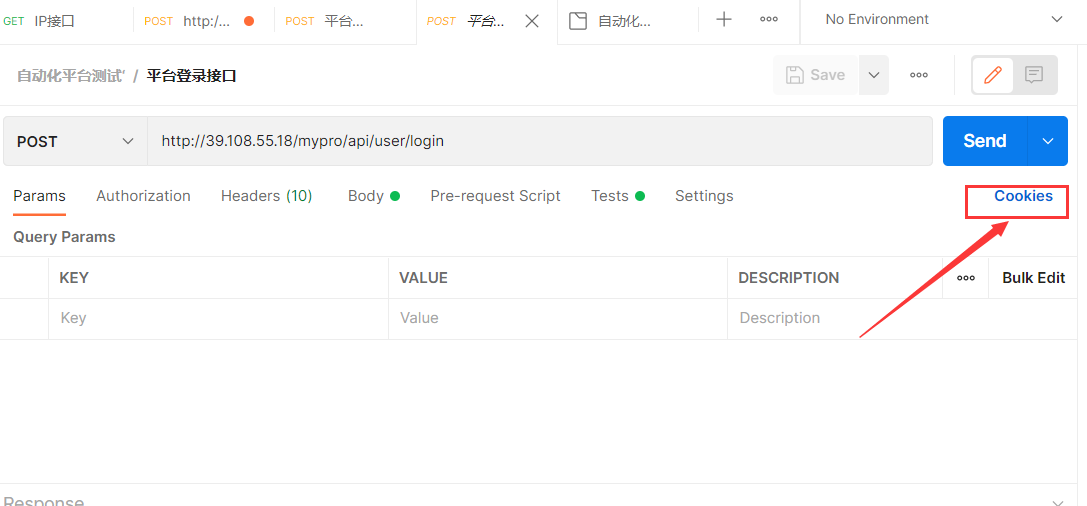 GET IP接口 POST http:/... POST 平台... POST 平台... 自动化... No Environment
自动化平台测试' / 平台登录接口 Save
POST http://39.108.55.18/mypro/api/user/login Send
Params Authorization Headers (10) Body Pre-request Script Tests Settings Cookies
Query Params
KEY VALUE DESCRIPTION Bulk Edit
Key Value Description
Response